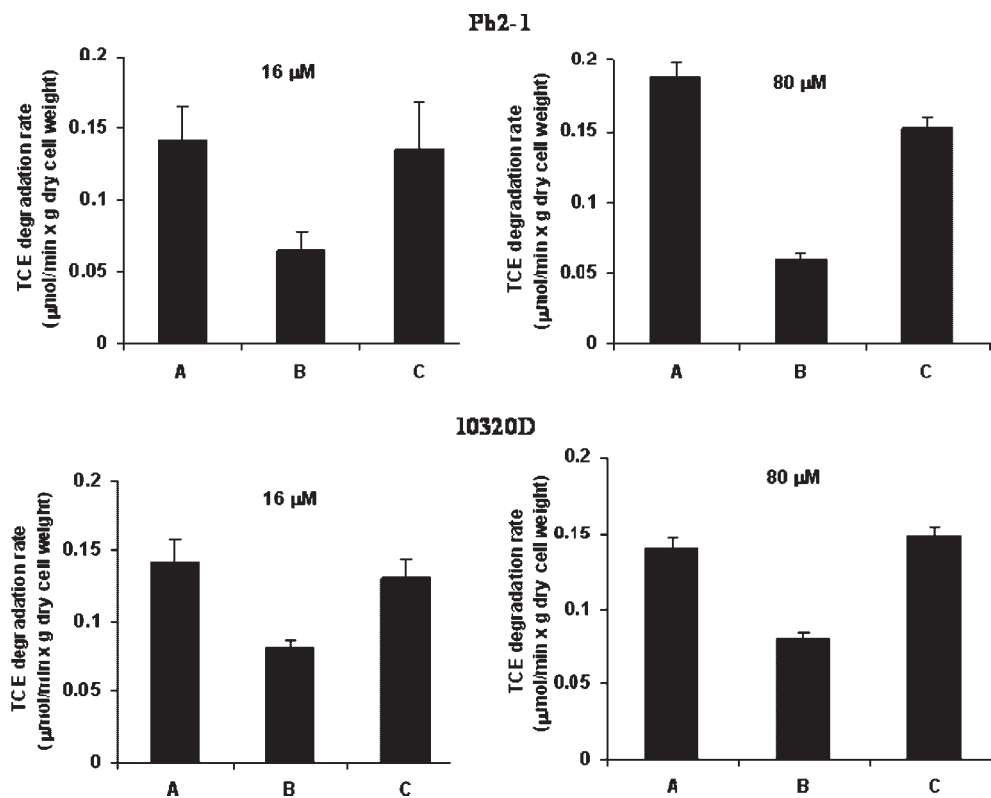 Pb2-1
TCE degradation rate
(µmol/min x g dry cell weight)
0.2
0.15
0.1
0.05
0
16 µM
A B C
TCE degradation rate
(µmol/min x g dry cell weight)
0.2
0.15
0.1
0.05
0
80 µM
A B C
10320D
TCE degradation rate
(µmol/min x g dry cell weight)
0.2
0.15
0.1
0.05
0
16 µM
A B C
TCE degradation rate
(µmol/min x g dry cell weight)
0.2
0.15
0.1
0.05
0
80 µM
A B C